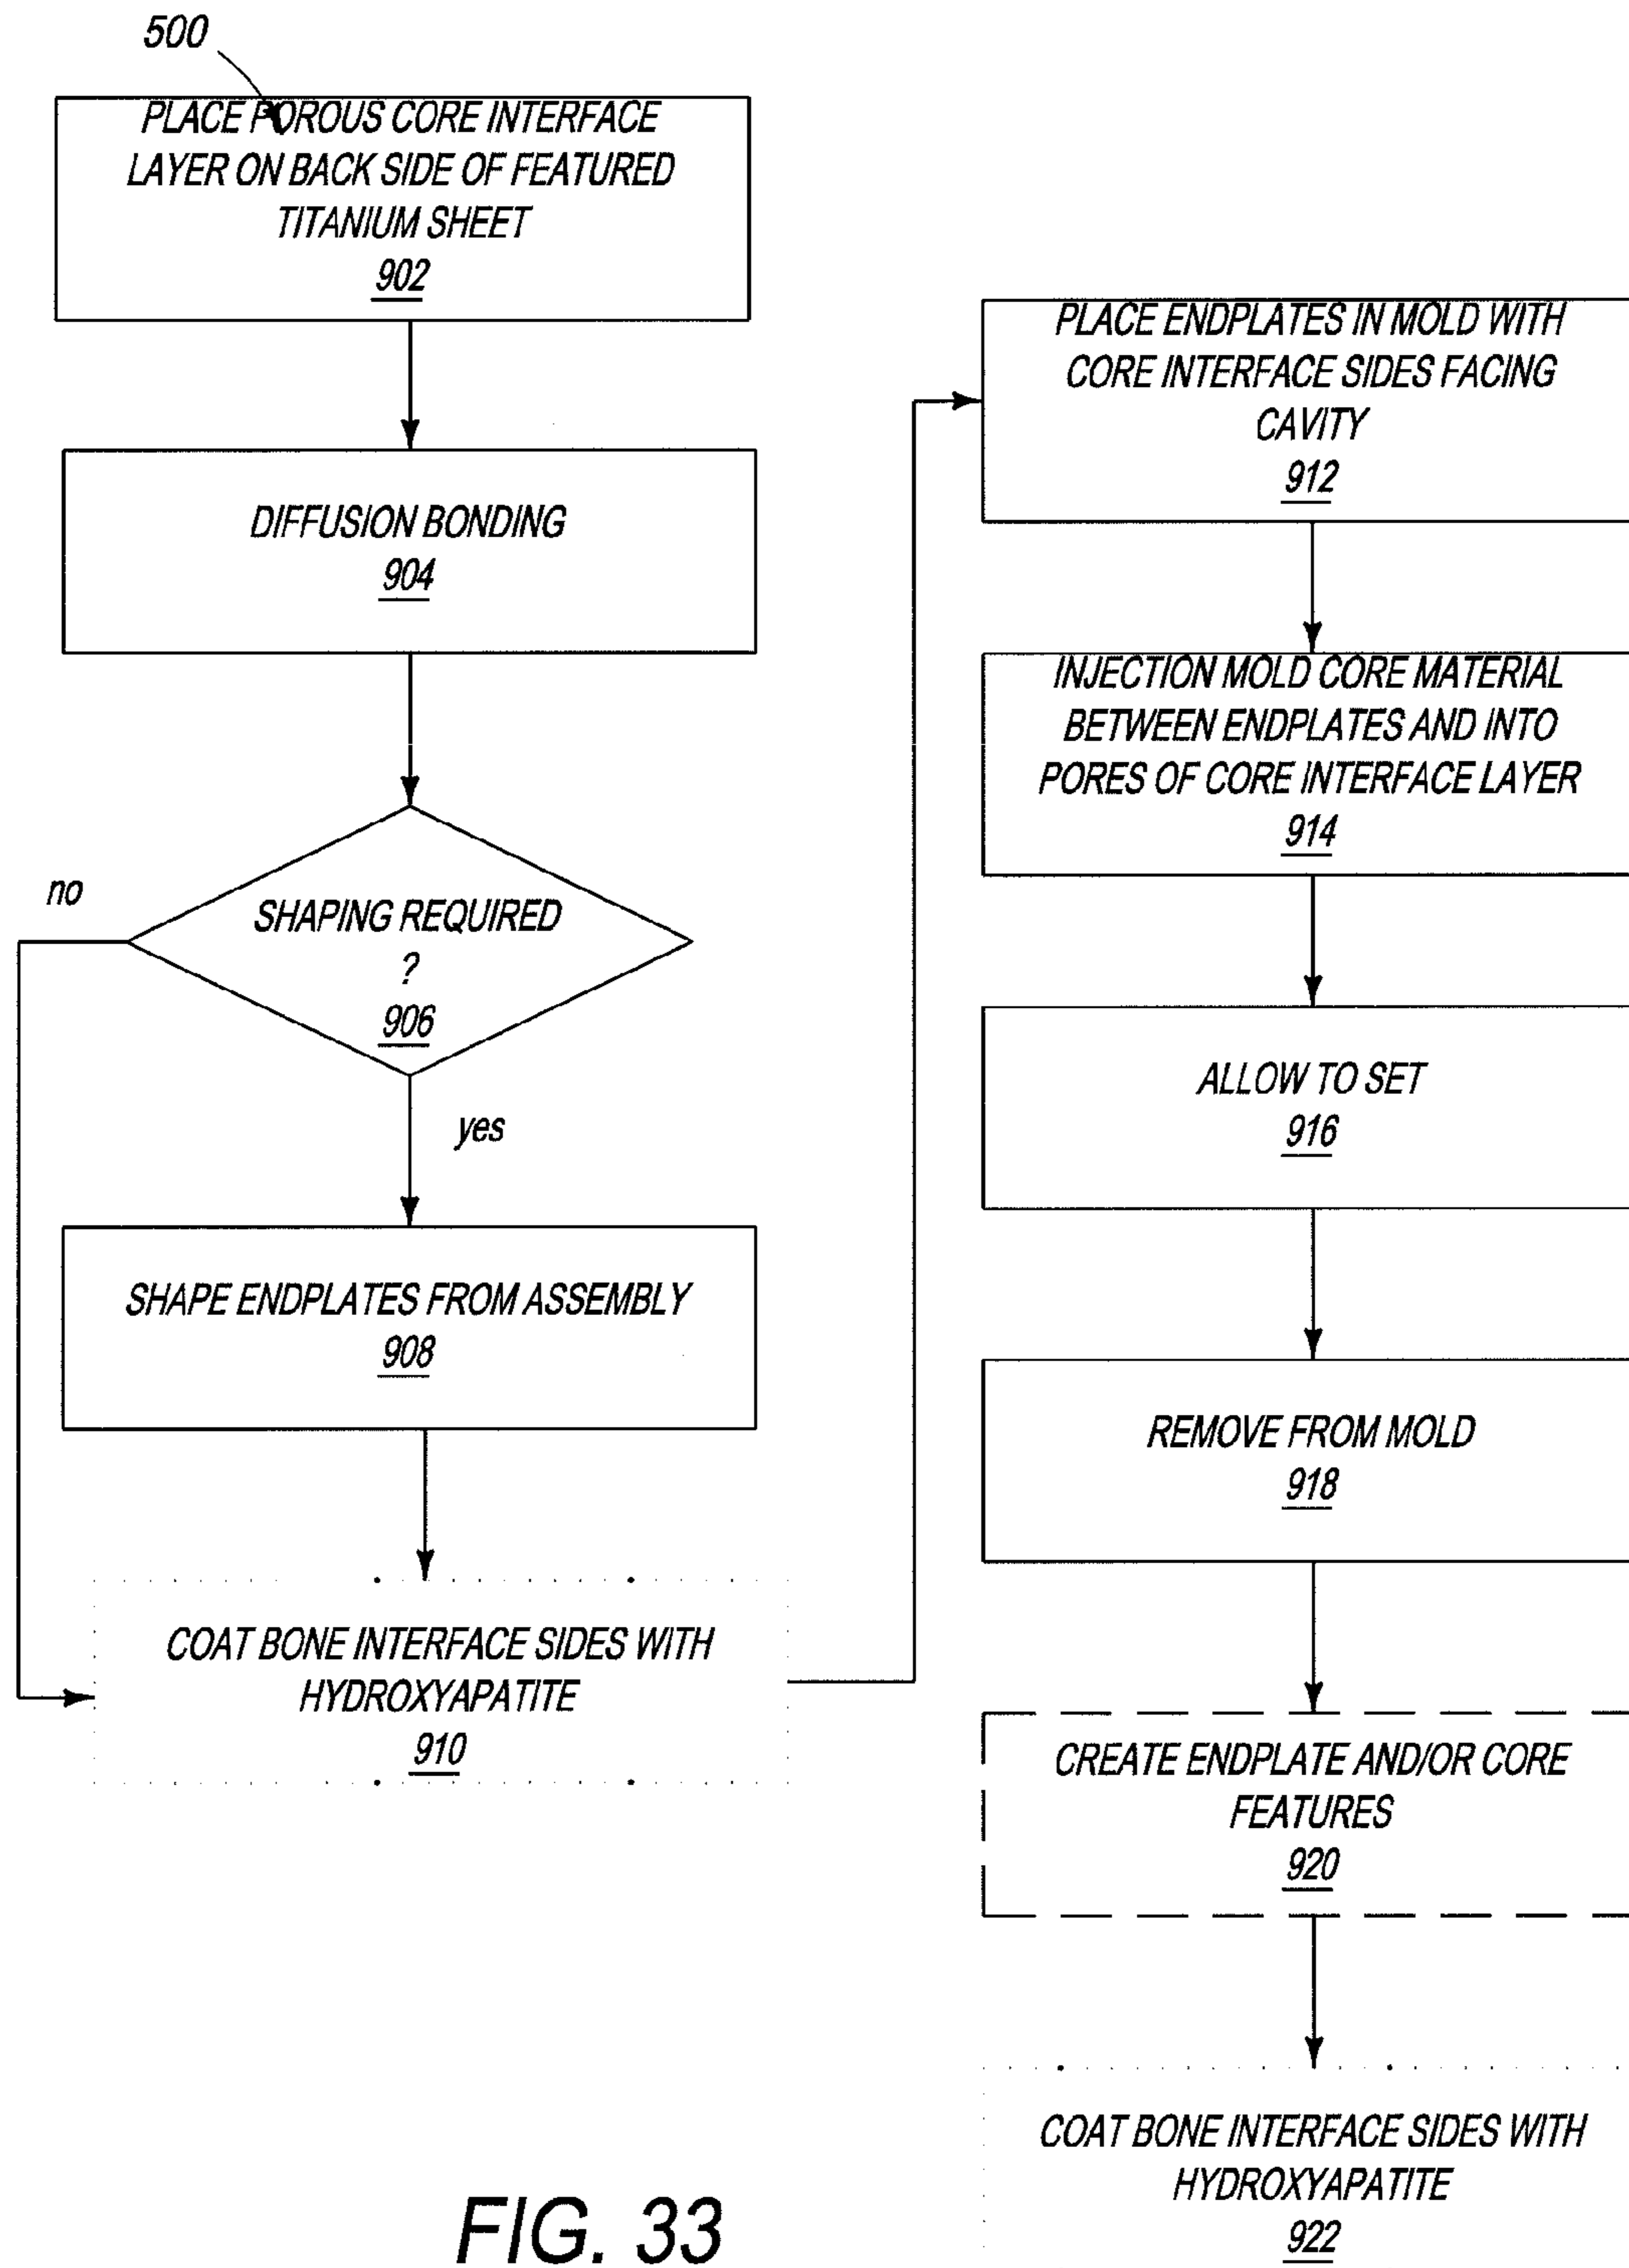 500
PLACE POROUS CORE INTERFACE
LAYER ON BACK SIDE OF FEATURED
TITANIUM SHEET
902
DIFFUSION BONDING
904
no
SHAPING REQUIRED
?
906
yes
SHAPE ENDPLATES FROM ASSEMBLY
908
COAT BONE INTERFACE SIDES WITH
HYDROXYAPATITE
910
PLACE ENDPLATES IN MOLD WITH
CORE INTERFACE SIDES FACING
CAVITY
912
INJECTION MOLD CORE MATERIAL
BETWEEN ENDPLATES AND INTO
PORES OF CORE INTERFACE LAYER
914
ALLOW TO SET
916
REMOVE FROM MOLD
918
CREATE ENDPLATE AND/OR CORE
FEATURES
920
COAT BONE INTERFACE SIDES WITH
HYDROXYAPATITE
922
FIG. 33